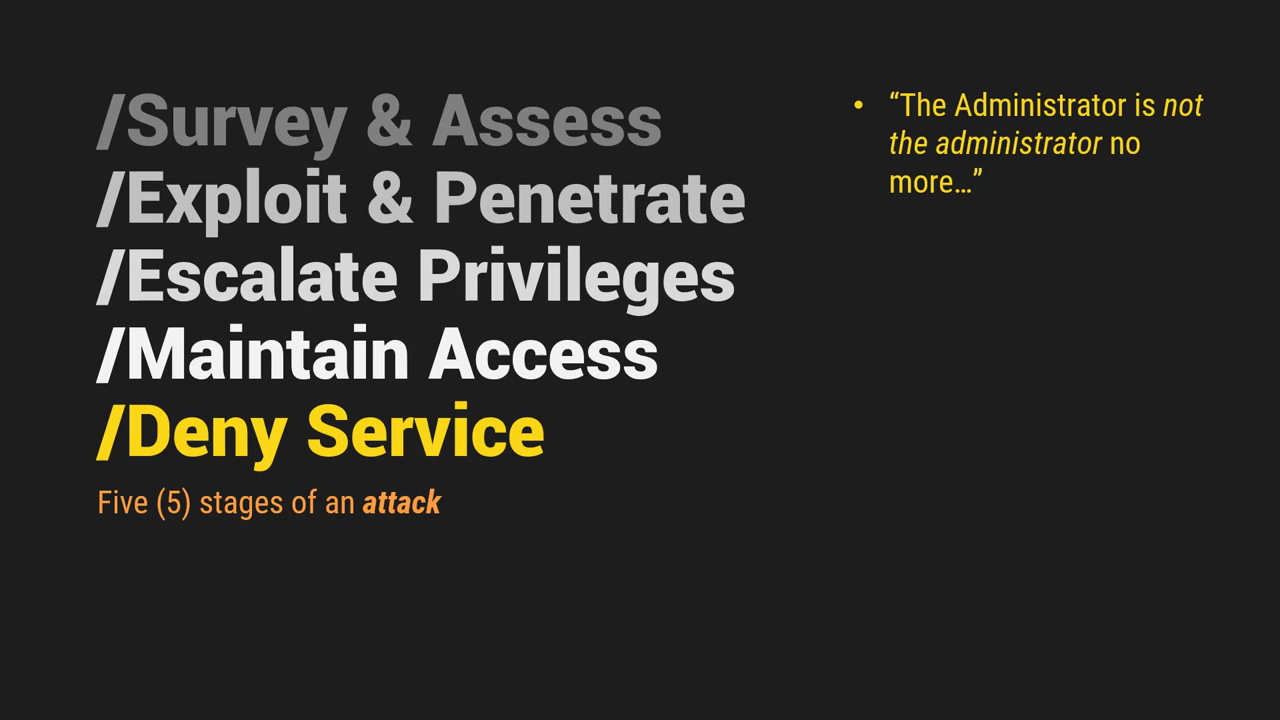 /Survey & Assess
/Exploit & Penetrate
/Escalate Privileges
/Maintain Access
/Deny Service
Five (5) stages of an attack
• “The Administrator is not
the administrator no
more…”